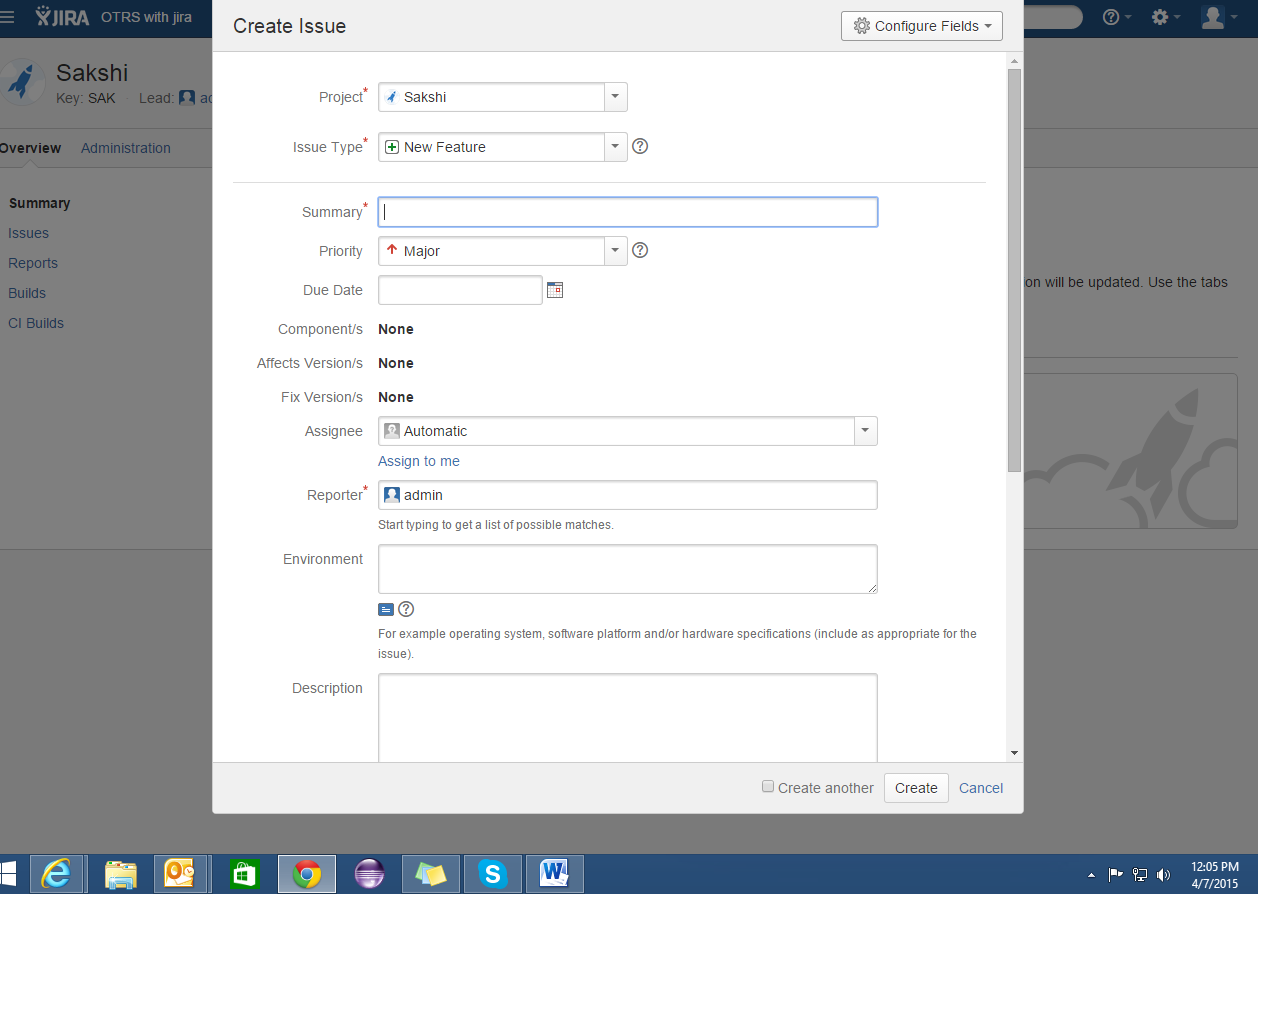 JIRA OTRS with jira
Create Issue
Configure Fields
Sakshi
Key: SAK Lead:
Overview Administration
Summary
Issues
Reports
Builds
CI Builds
Project* Sakshi
Issue Type* New Feature
Summary*
Priority Major
Due Date
Component/s None
Affects Version/s None
Fix Version/s None
Assignee Automatic
Assign to me
Reporter* admin
Start typing to get a list of possible matches.
Environment
For example operating system, software platform and/or hardware specifications (include as appropriate for the
issue).
Description
on will be updated. Use the tabs
Create another Create Cancel
12:05 PM
4/7/2015